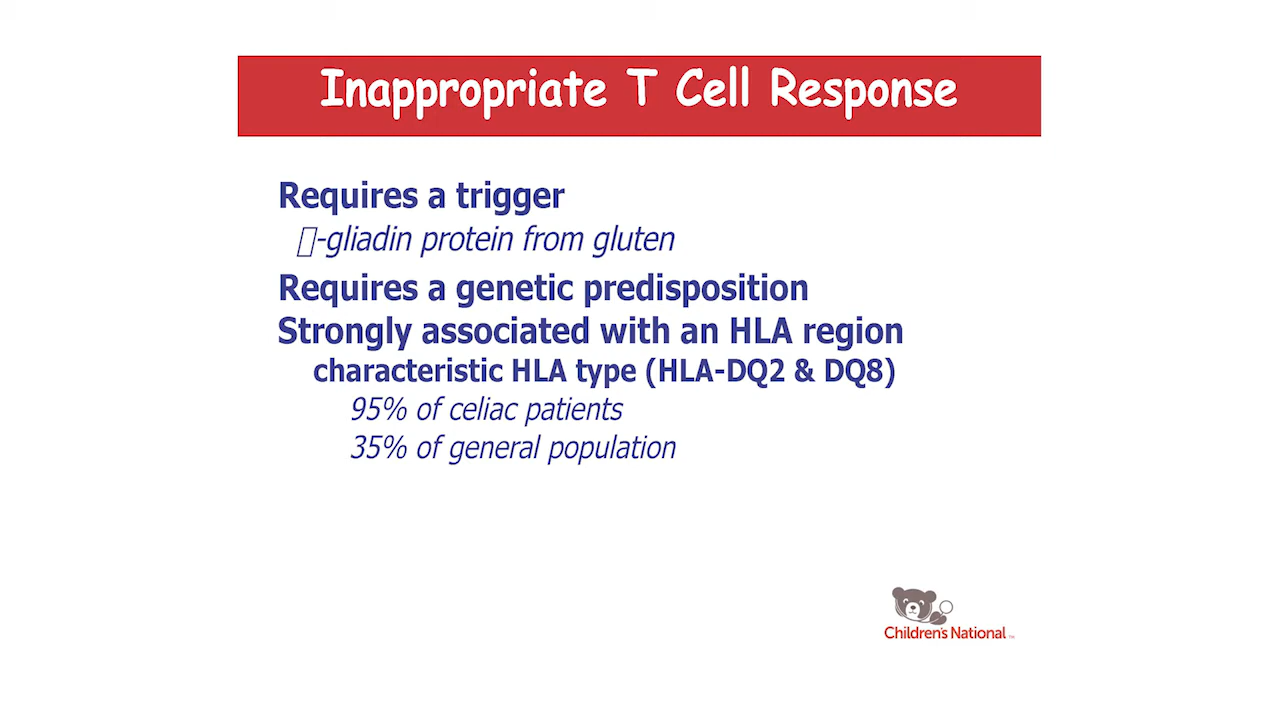 Inappropriate T Cell Response
Requires a trigger
▯-gliadin protein from gluten
Requires a genetic predisposition
Strongly associated with an HLA region
characteristic HLA type (HLA-DQ2 & DQ8)
95% of celiac patients
35% of general population
Children's National